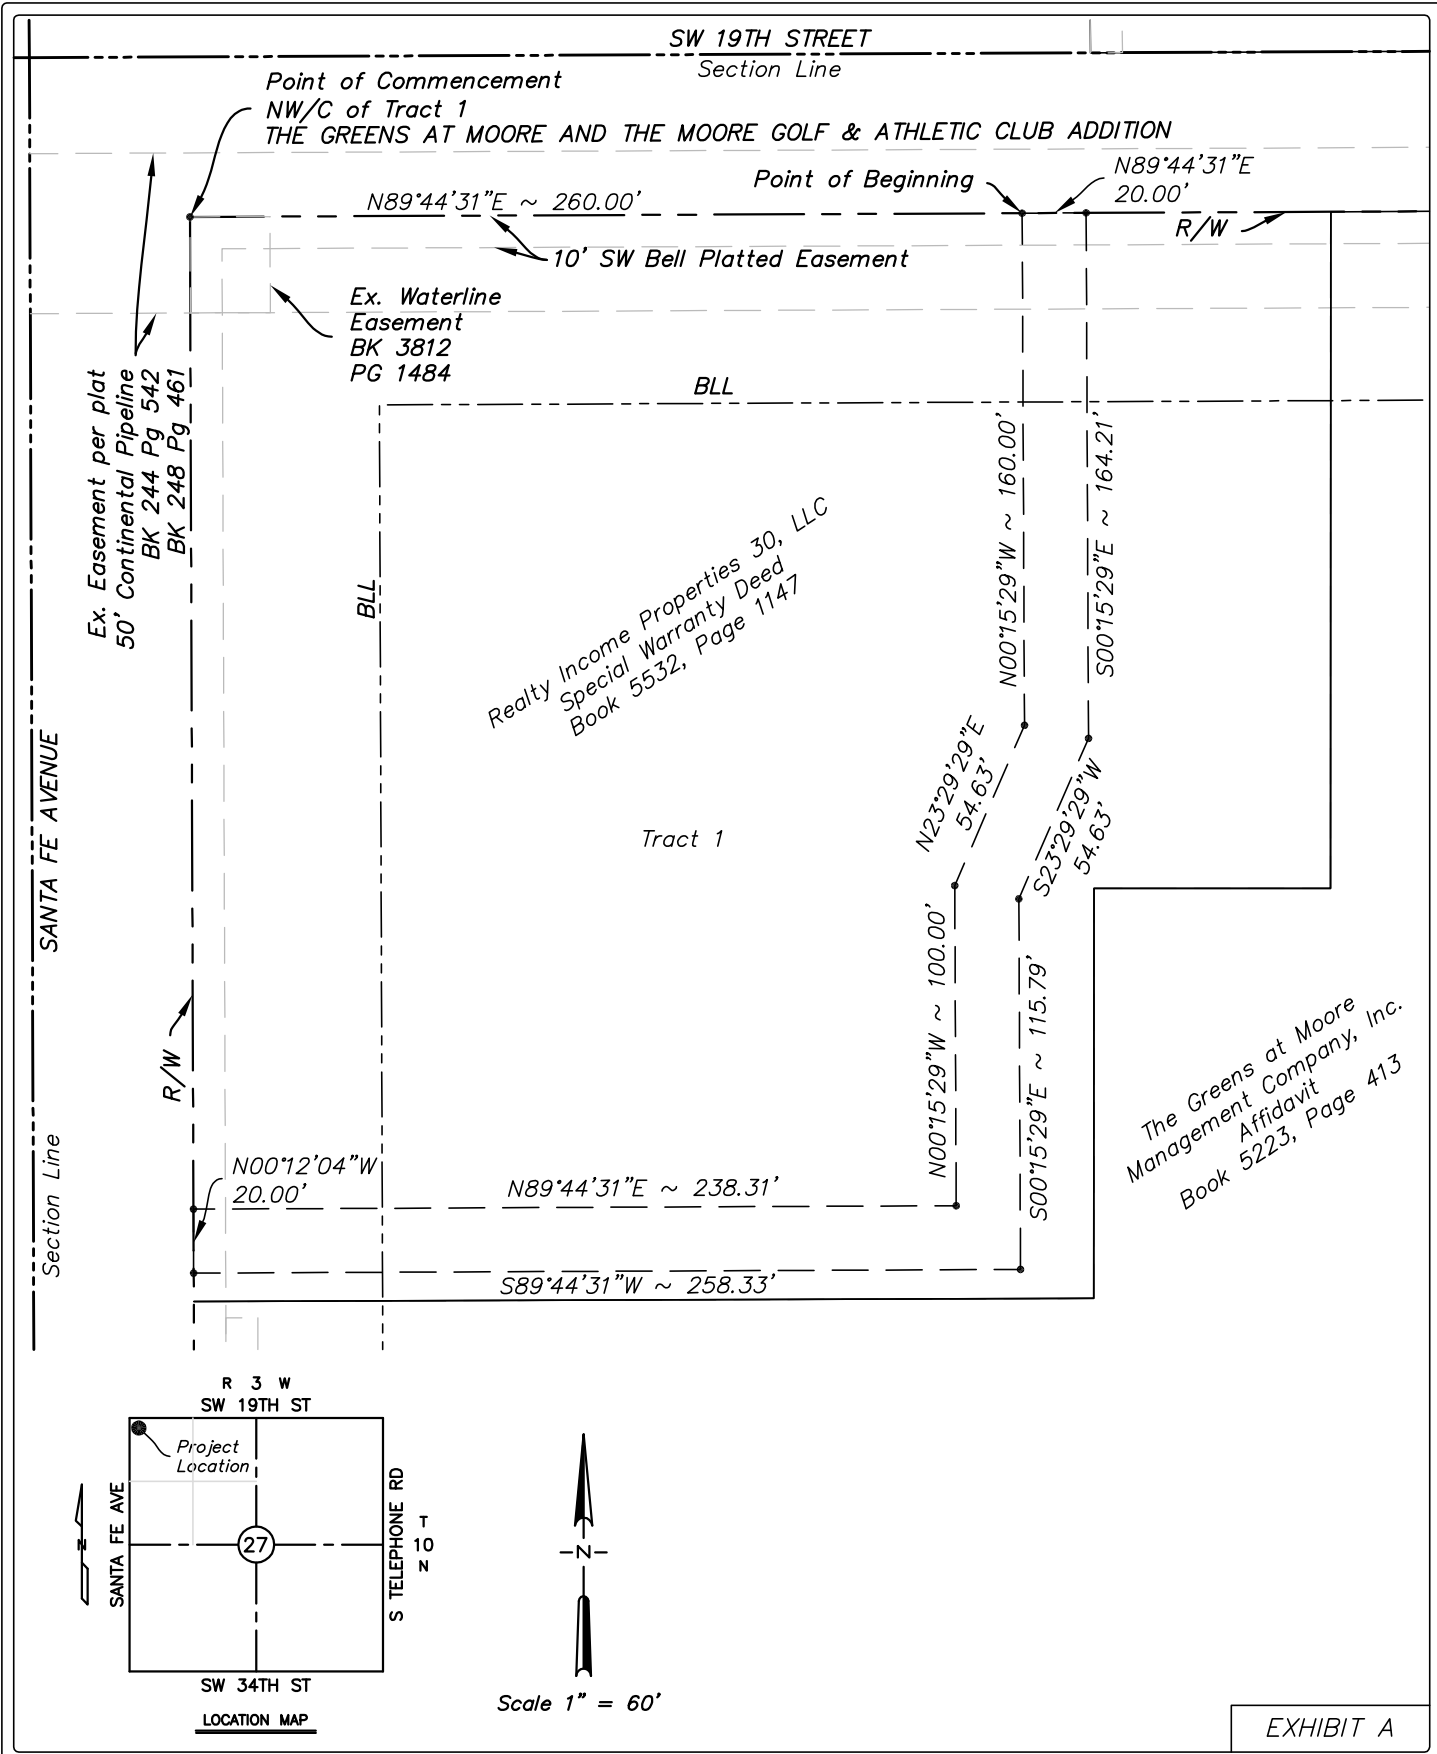 SW 19TH STREET
Section Line
Point of Commencement
NW/C of Tract 1
THE GREENS AT MOORE AND THE MOORE GOLF & ATHLETIC CLUB ADDITION
N89°44'31"E ~ 260.00'
Point of Beginning
N89°44'31"E
20.00'
R/W
10' SW Bell Platted Easement
Ex. Waterline
Easement
BK 3812
PG 1484
Ex. Easement per plat
50' Continental Pipeline
BK 244 Pg 542
BK 248 Pg 461
BLL
BLL
N00°15'29"W ~ 160.00'
S00°15'29"E ~ 164.21'
Realty Income Properties 30, LLC
Special Warranty Deed
Book 5532, Page 1147
SANTA FE AVENUE
Tract 1
N23°29'29"E
54.63'
S23°29'29"W
54.63'
N00°15'29"W ~ 100.00'
S00°15'29"E ~ 115.79'
The Greens at Moore
Management Company, Inc.
Affidavit
Book 5223, Page 413
R/W
Section Line
N00°12'04"W
20.00'
N89°44'31"E ~ 238.31'
S89°44'31"W ~ 258.33'
R 3 W
SW 19TH ST
Project
Location
N
SANTA FE AVE
27
S TELEPHONE RD
T
10
N
SW 34TH ST
LOCATION MAP
N
Scale 1" = 60'
EXHIBIT A